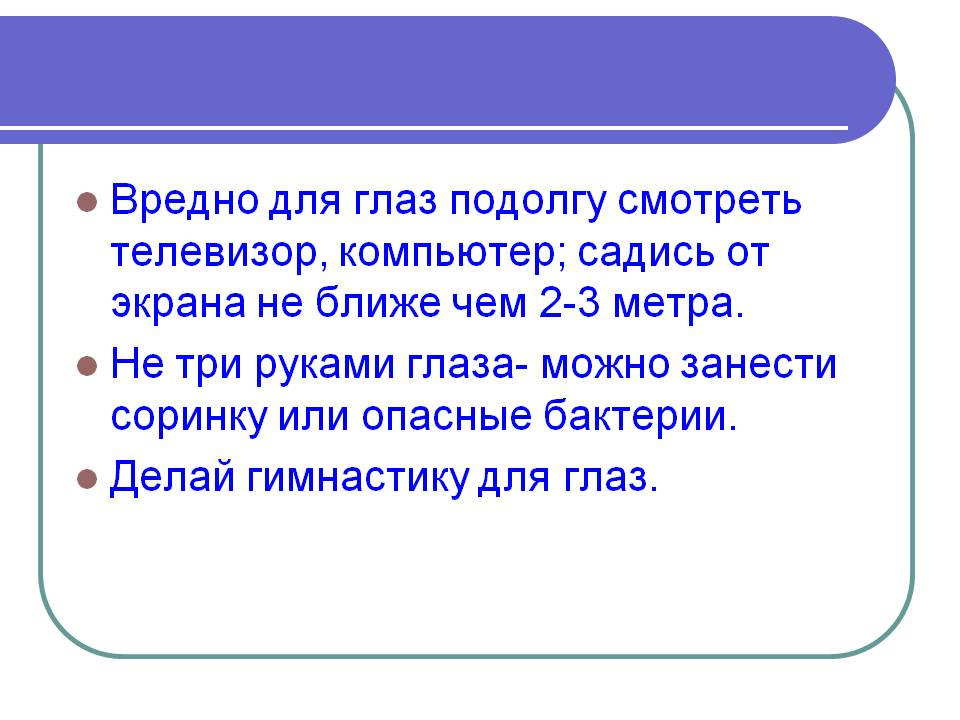 Вредно для глаз подолгу смотреть
телевизор, компьютер; садись от
экрана не ближе чем 2-3 метра.
Не три руками глаза- можно занести
соринку или опасные бактерии.
Делай гимнастику для глаз.